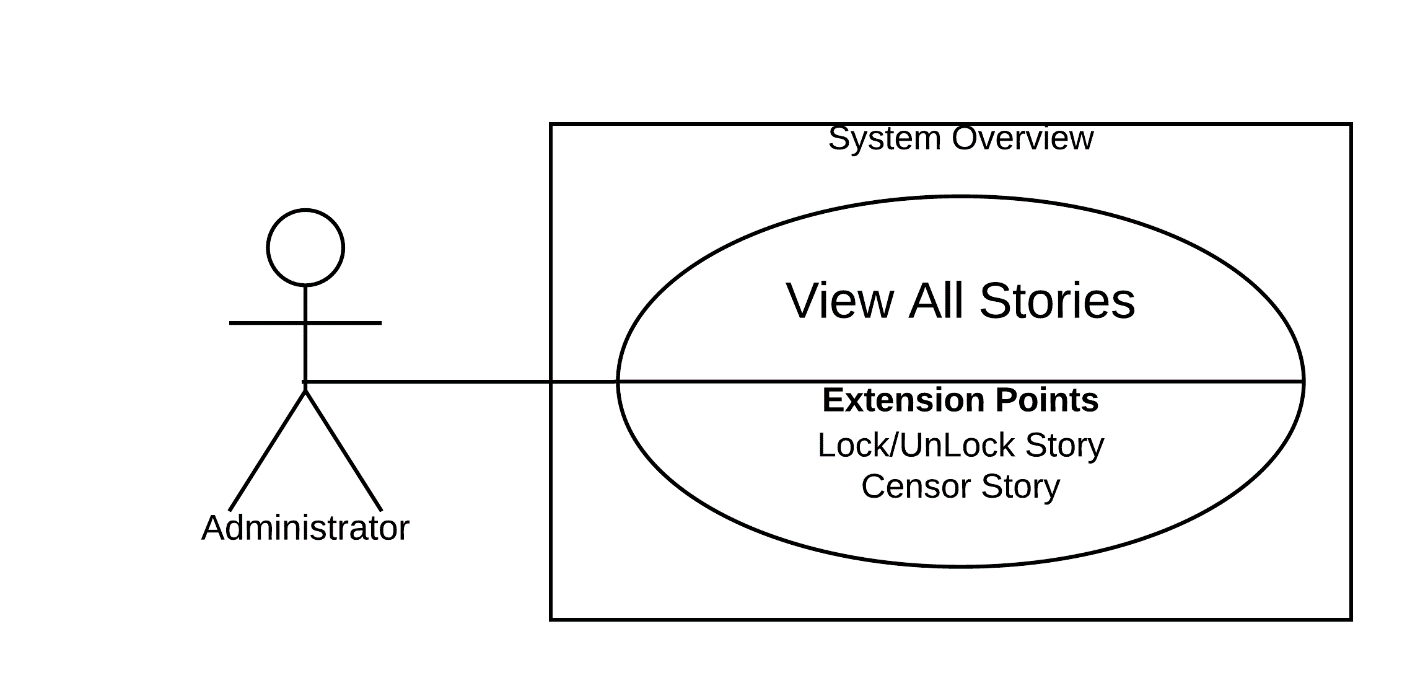 System Overview
View All Stories
Extension Points
Lock/UnLock Story
Censor Story
Administrator